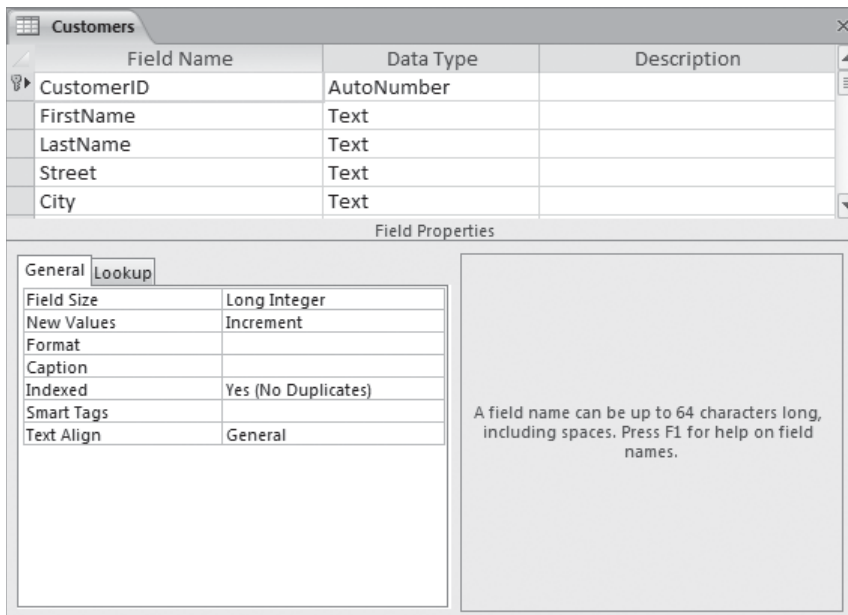 Customers
Field Name Data Type Description
CustomerID AutoNumber
FirstName Text
LastName Text
Street Text
City Text
Field Properties
General Lookup
Field Size Long Integer
New Values Increment
Format
Caption
Indexed Yes (No Duplicates)
Smart Tags
Text Align General
A field name can be up to 64 characters long,
including spaces. Press F1 for help on field
names.